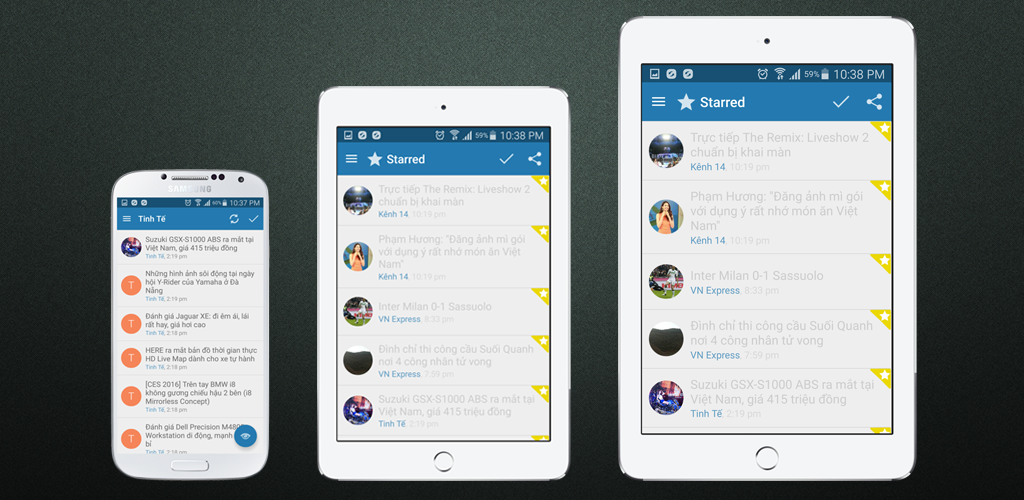 SAMSUNG
60% 10:37 PM
Tinh Tế
Suzuki GSX-S1000 ABS ra mắt tại
Việt Nam, giá 415 triệu đồng
Tinh Tế, 2:19 pm
T
Những hình ảnh sôi động tại ngày
hội Y-Rider của Yamaha ở Đà
Nẵng
Tinh Tế, 2:19 pm
T
Đánh giá Jaguar XE: đi êm ái, lái
rất hay, giá hơi cao
Tinh Tế, 2:18 pm
T
HERE ra mắt bản đồ thời gian thực
HD Live Map dành cho xe tự hành
Tinh Tế, 2:18 pm
T
[CES 2016] Trên tay BMW i8
không gương chiếu hậu 2 bên (i8
Mirrorless Concept)
Tinh Tế, 2:18 pm
T
Đánh giá Dell Precision
Workstation di động, mạnh
bỉ
59% 10:38 PM
Starred
Trực tiếp The Remix: Liveshow 2
chuẩn bị khai màn
Kênh 14, 10:19 pm
Phạm Hương: "Đăng ảnh mì gói
với dụng ý rất nhớ món ăn Việt
Nam"
Kênh 14, 10:19 pm
Inter Milan 0-1 Sassuolo
VN Express, 8:33 pm
Đình chỉ thi công cầu Suối Quanh
nơi 4 công nhân tử vong
VN Express, 7:59 pm
Suzuki GSX-S1000 ABS ra mắt tại
Việt Nam, giá 415 triệu đồng
Tinh Tế, 2:19 pm
59% 10:38 PM
Starred
Trực tiếp The Remix: Liveshow 2
chuẩn bị khai màn
Kênh 14, 10:19 pm
Phạm Hương: "Đăng ảnh mì gói
với dụng ý rất nhớ món ăn Việt
Nam"
Kênh 14, 10:19 pm
Inter Milan 0-1 Sassuolo
VN Express, 8:33 pm
Đình chỉ thi công cầu Suối Quanh
nơi 4 công nhân tử vong
VN Express, 7:59 pm
Suzuki GSX-S1000 ABS ra mắt tại
Việt Nam, giá 415 triệu đồng
Tinh Tế, 2:19 pm